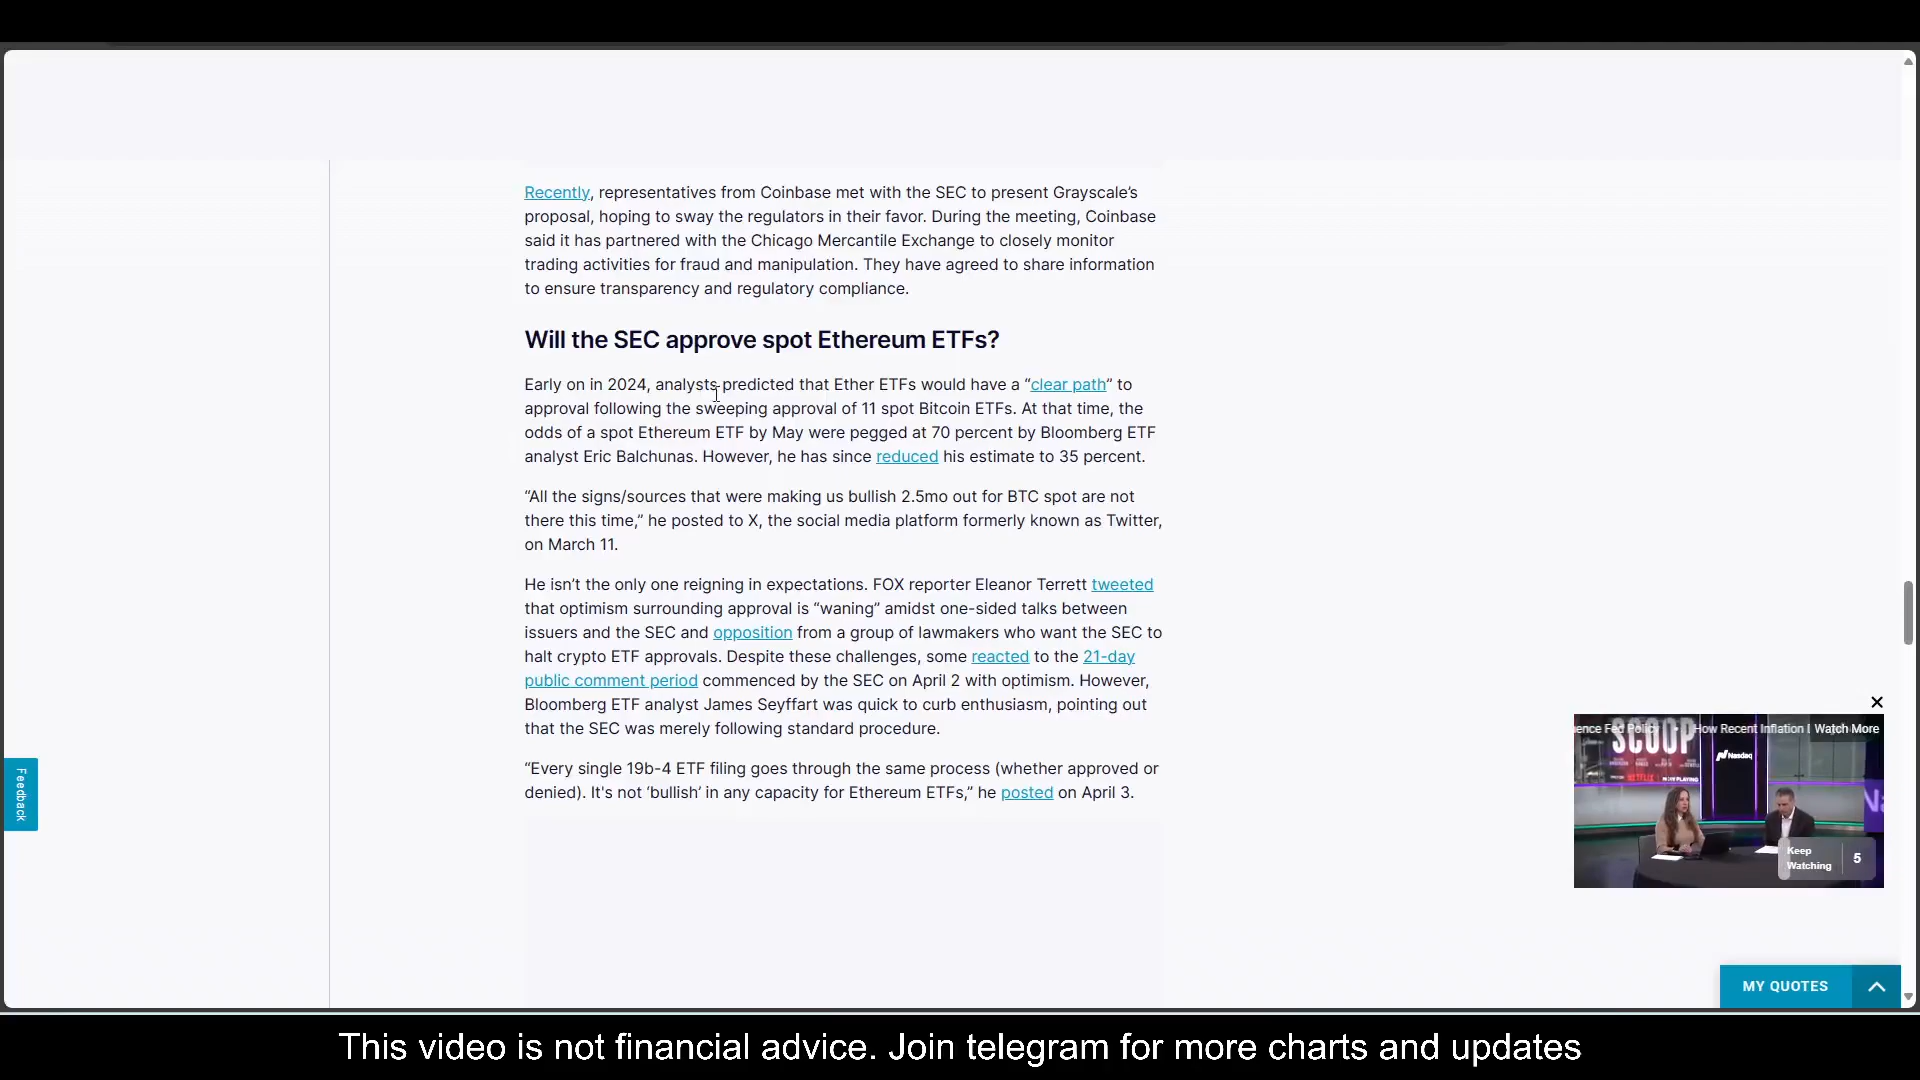 Recently, representatives from Coinbase met with the SEC to present Grayscale’s
proposal, hoping to sway the regulators in their favor. During the meeting, Coinbase
said it has partnered with the Chicago Mercantile Exchange to closely monitor
trading activities for fraud and manipulation. They have agreed to share information
to ensure transparency and regulatory compliance.
Will the SEC approve spot Ethereum ETFs?
Early on in 2024, analysts predicted that Ether ETFs would have a “clear path” to
approval following the sweeping approval of 11 spot Bitcoin ETFs. At that time, the
odds of a spot Ethereum ETF by May were pegged at 70 percent by Bloomberg ETF
analyst Eric Balchunas. However, he has since reduced his estimate to 35 percent.
“All the signs/sources that were making us bullish 2.5mo out for BTC spot are not
there this time,” he posted to X, the social media platform formerly known as Twitter,
on March 11.
He isn’t the only one reigning in expectations. FOX reporter Eleanor Terrett tweeted
that optimism surrounding approval is “waning” amidst one-sided talks between
issuers and the SEC and opposition from a group of lawmakers who want the SEC to
halt crypto ETF approvals. Despite these challenges, some reacted to the 21-day
public comment period commenced by the SEC on April 2 with optimism. However,
Bloomberg ETF analyst James Seyffart was quick to curb enthusiasm, pointing out
that the SEC was merely following standard procedure.
“Every single 19b-4 ETF filing goes through the same process (whether approved or
denied). It's not ‘bullish’ in any capacity for Ethereum ETFs,” he posted on April 3.
Feedback
ence Fed Policy • How Recent Inflation I Watch More
SCOOP
Nasdaq
NETFLIX NOW PLAYING
Keep
Watching 5
MY QUOTES
This video is not financial advice. Join telegram for more charts and updates